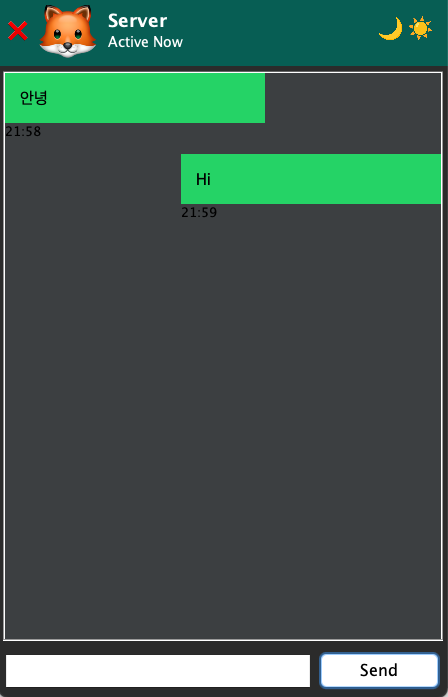 Server
Active Now
안녕
21:58
Hi
21:59
Send